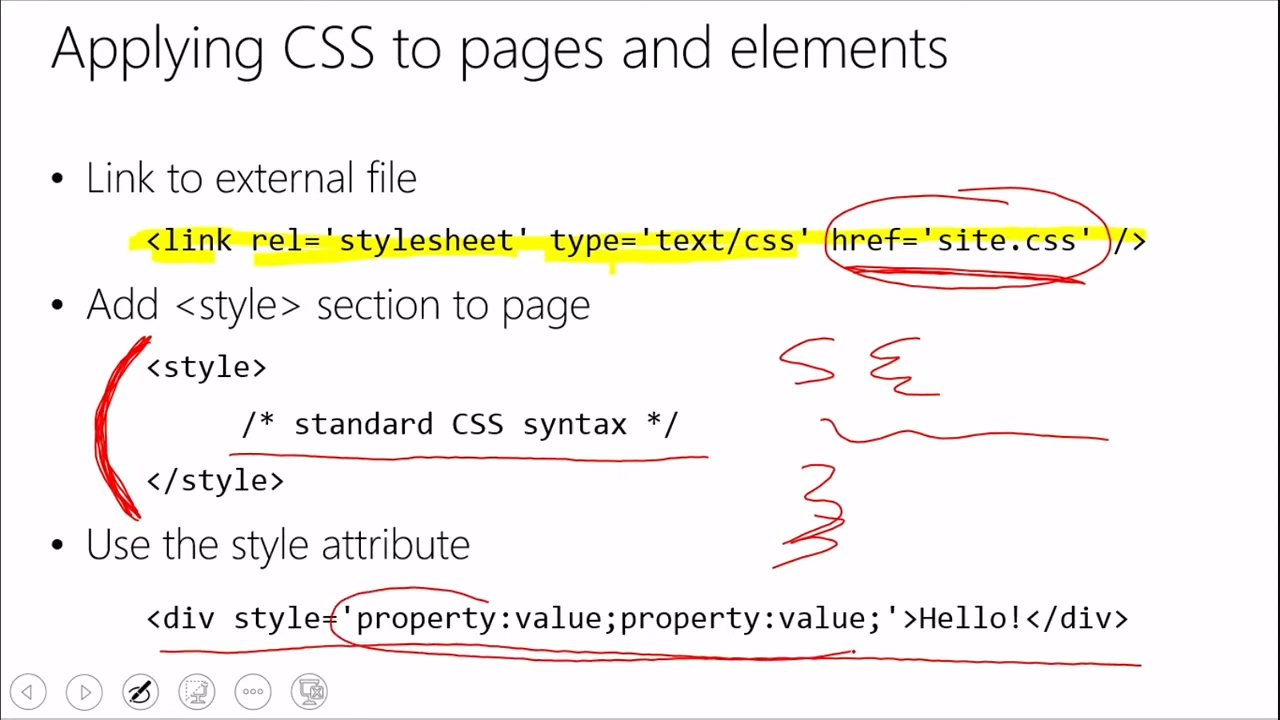 Applying CSS to pages and elements
• Link to external file
<link rel='stylesheet' type='text/css' href='site.css' />
• Add <style> section to page
<style>
/* standard CSS syntax */
</style>
• Use the style attribute
<div style='property:value;property:value;'>Hello!</div>